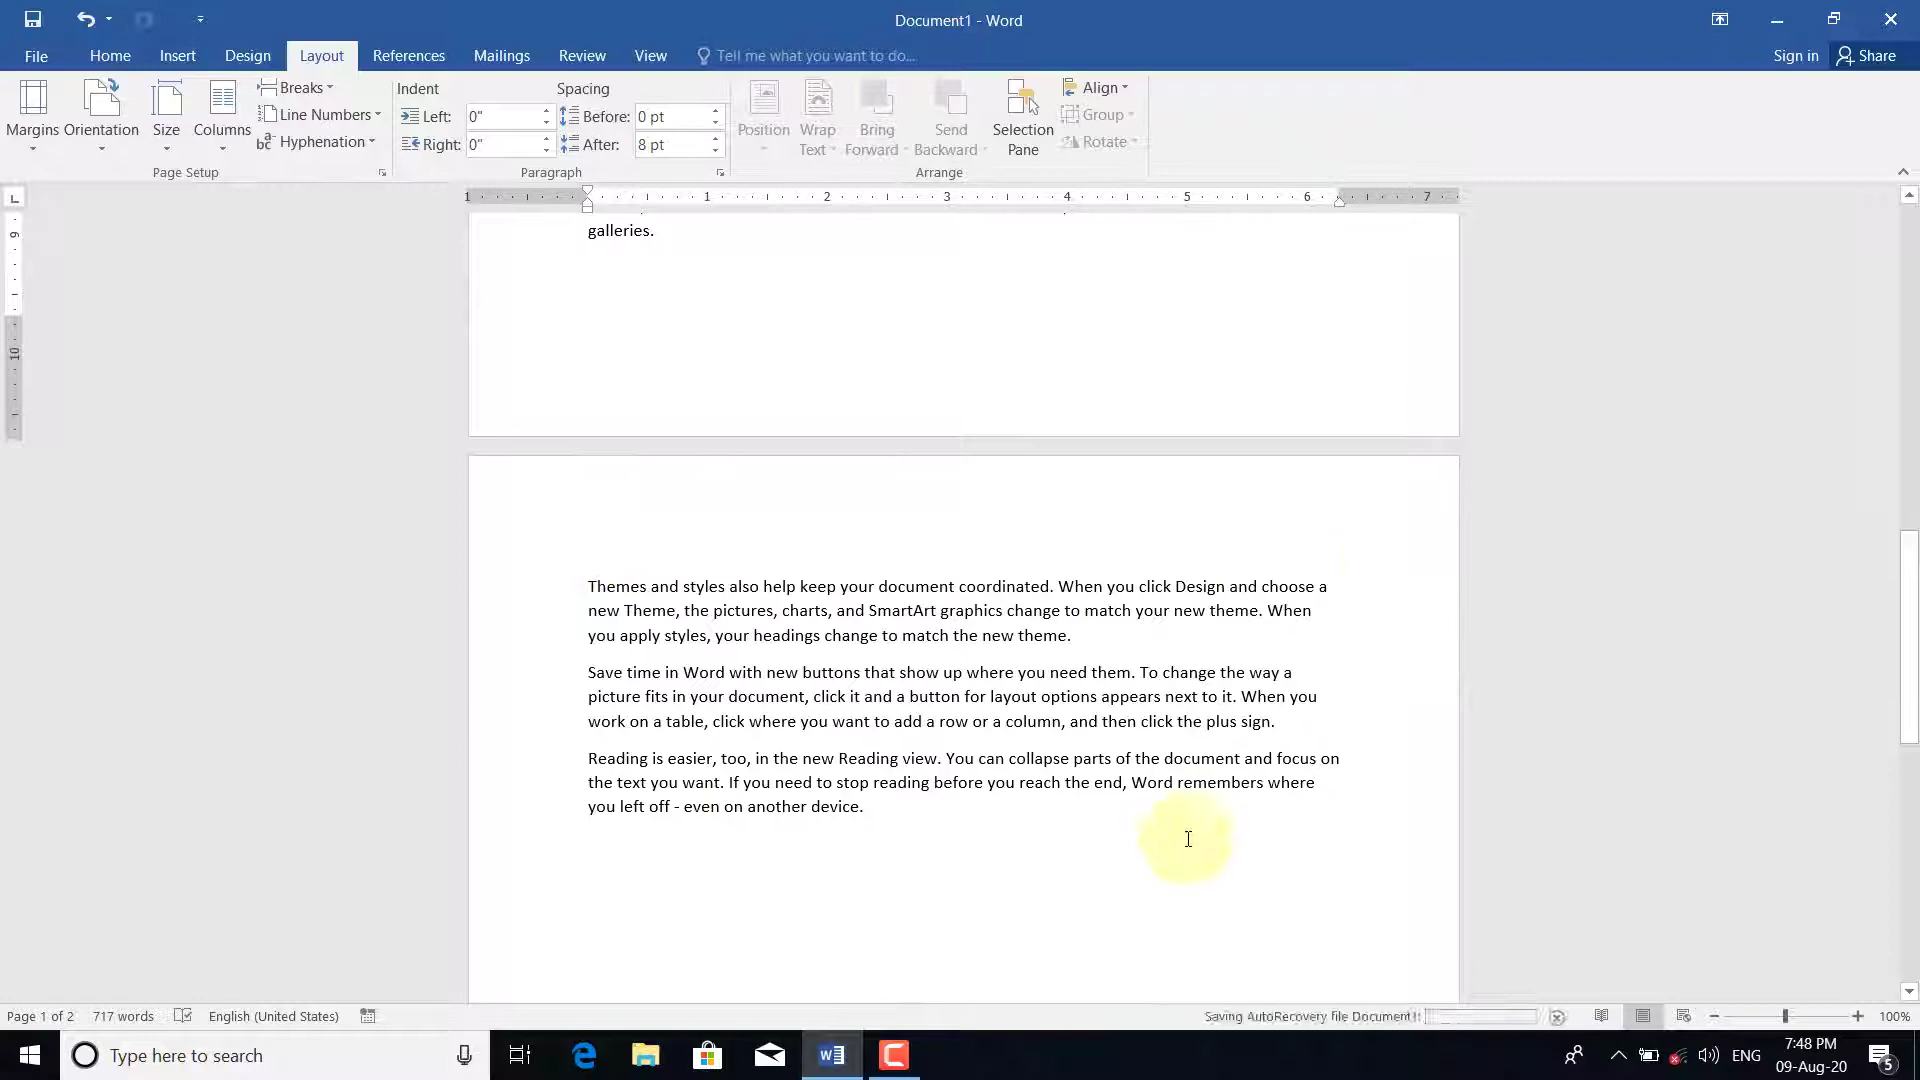 Document1 - Word
File Home Insert Design Layout References Mailings Review View Tell me what you want to do... Sign in Share
Margins Orientation Size Columns
Breaks
Line Numbers
Hyphenation
Page Setup
Indent
Left: 0"
Right: 0"
Spacing
Before: 0 pt
After: 8 pt
Paragraph
Position Wrap Text Bring Forward Send Backward Selection Pane
Align
Group
Rotate
Arrange
L
1 1 2 3 4 5 6 7
9
10
galleries.
Themes and styles also help keep your document coordinated. When you click Design and choose a
new Theme, the pictures, charts, and SmartArt graphics change to match your new theme. When
you apply styles, your headings change to match the new theme.
Save time in Word with new buttons that show up where you need them. To change the way a
picture fits in your document, click it and a button for layout options appears next to it. When you
work on a table, click where you want to add a row or a column, and then click the plus sign.
Reading is easier, too, in the new Reading view. You can collapse parts of the document and focus on
the text you want. If you need to stop reading before you reach the end, Word remembers where
you left off - even on another device.
Page 1 of 2 717 words English (United States) Saving AutoRecovery file Document1: 100%
Type here to search
ENG
7:48 PM
09-Aug-20
5